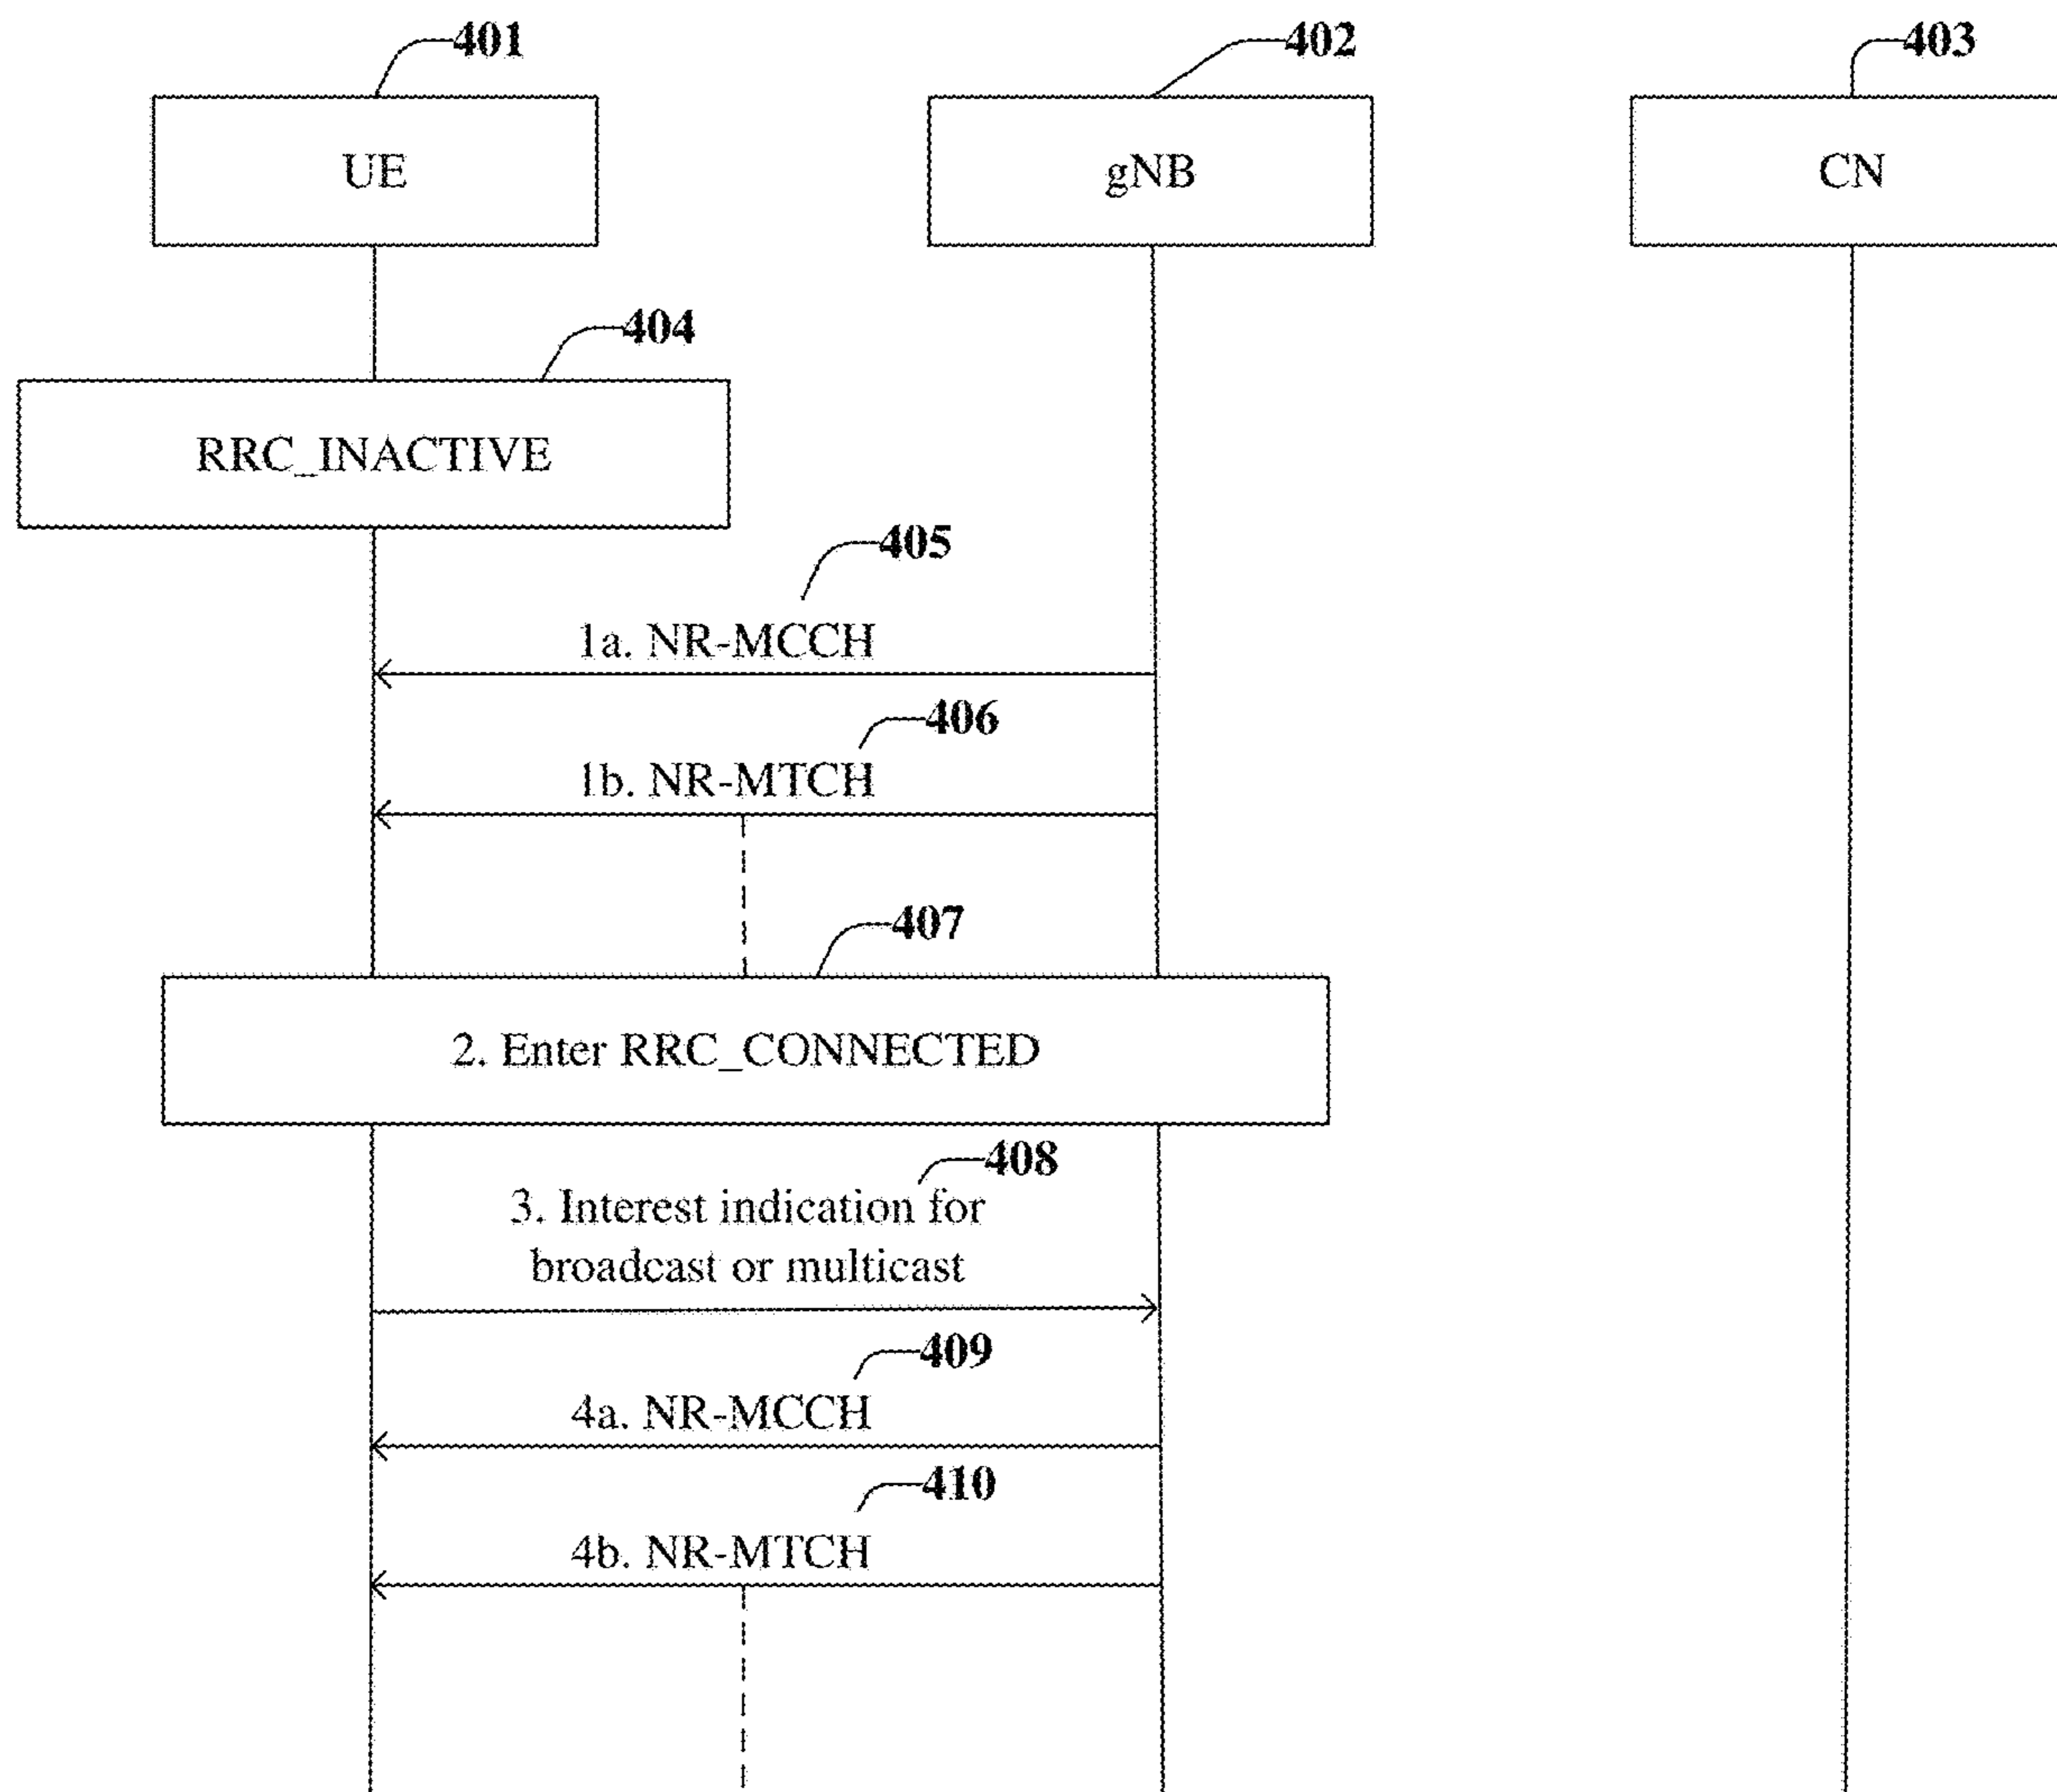 401
402
403
UE
gNB
CN
404
RRC_INACTIVE
405
1a. NR-MCCH
406
1b. NR-MTCH
407
2. Enter RRC_CONNECTED
408
3. Interest indication for
broadcast or multicast
409
4a. NR-MCCH
410
4b. NR-MTCH